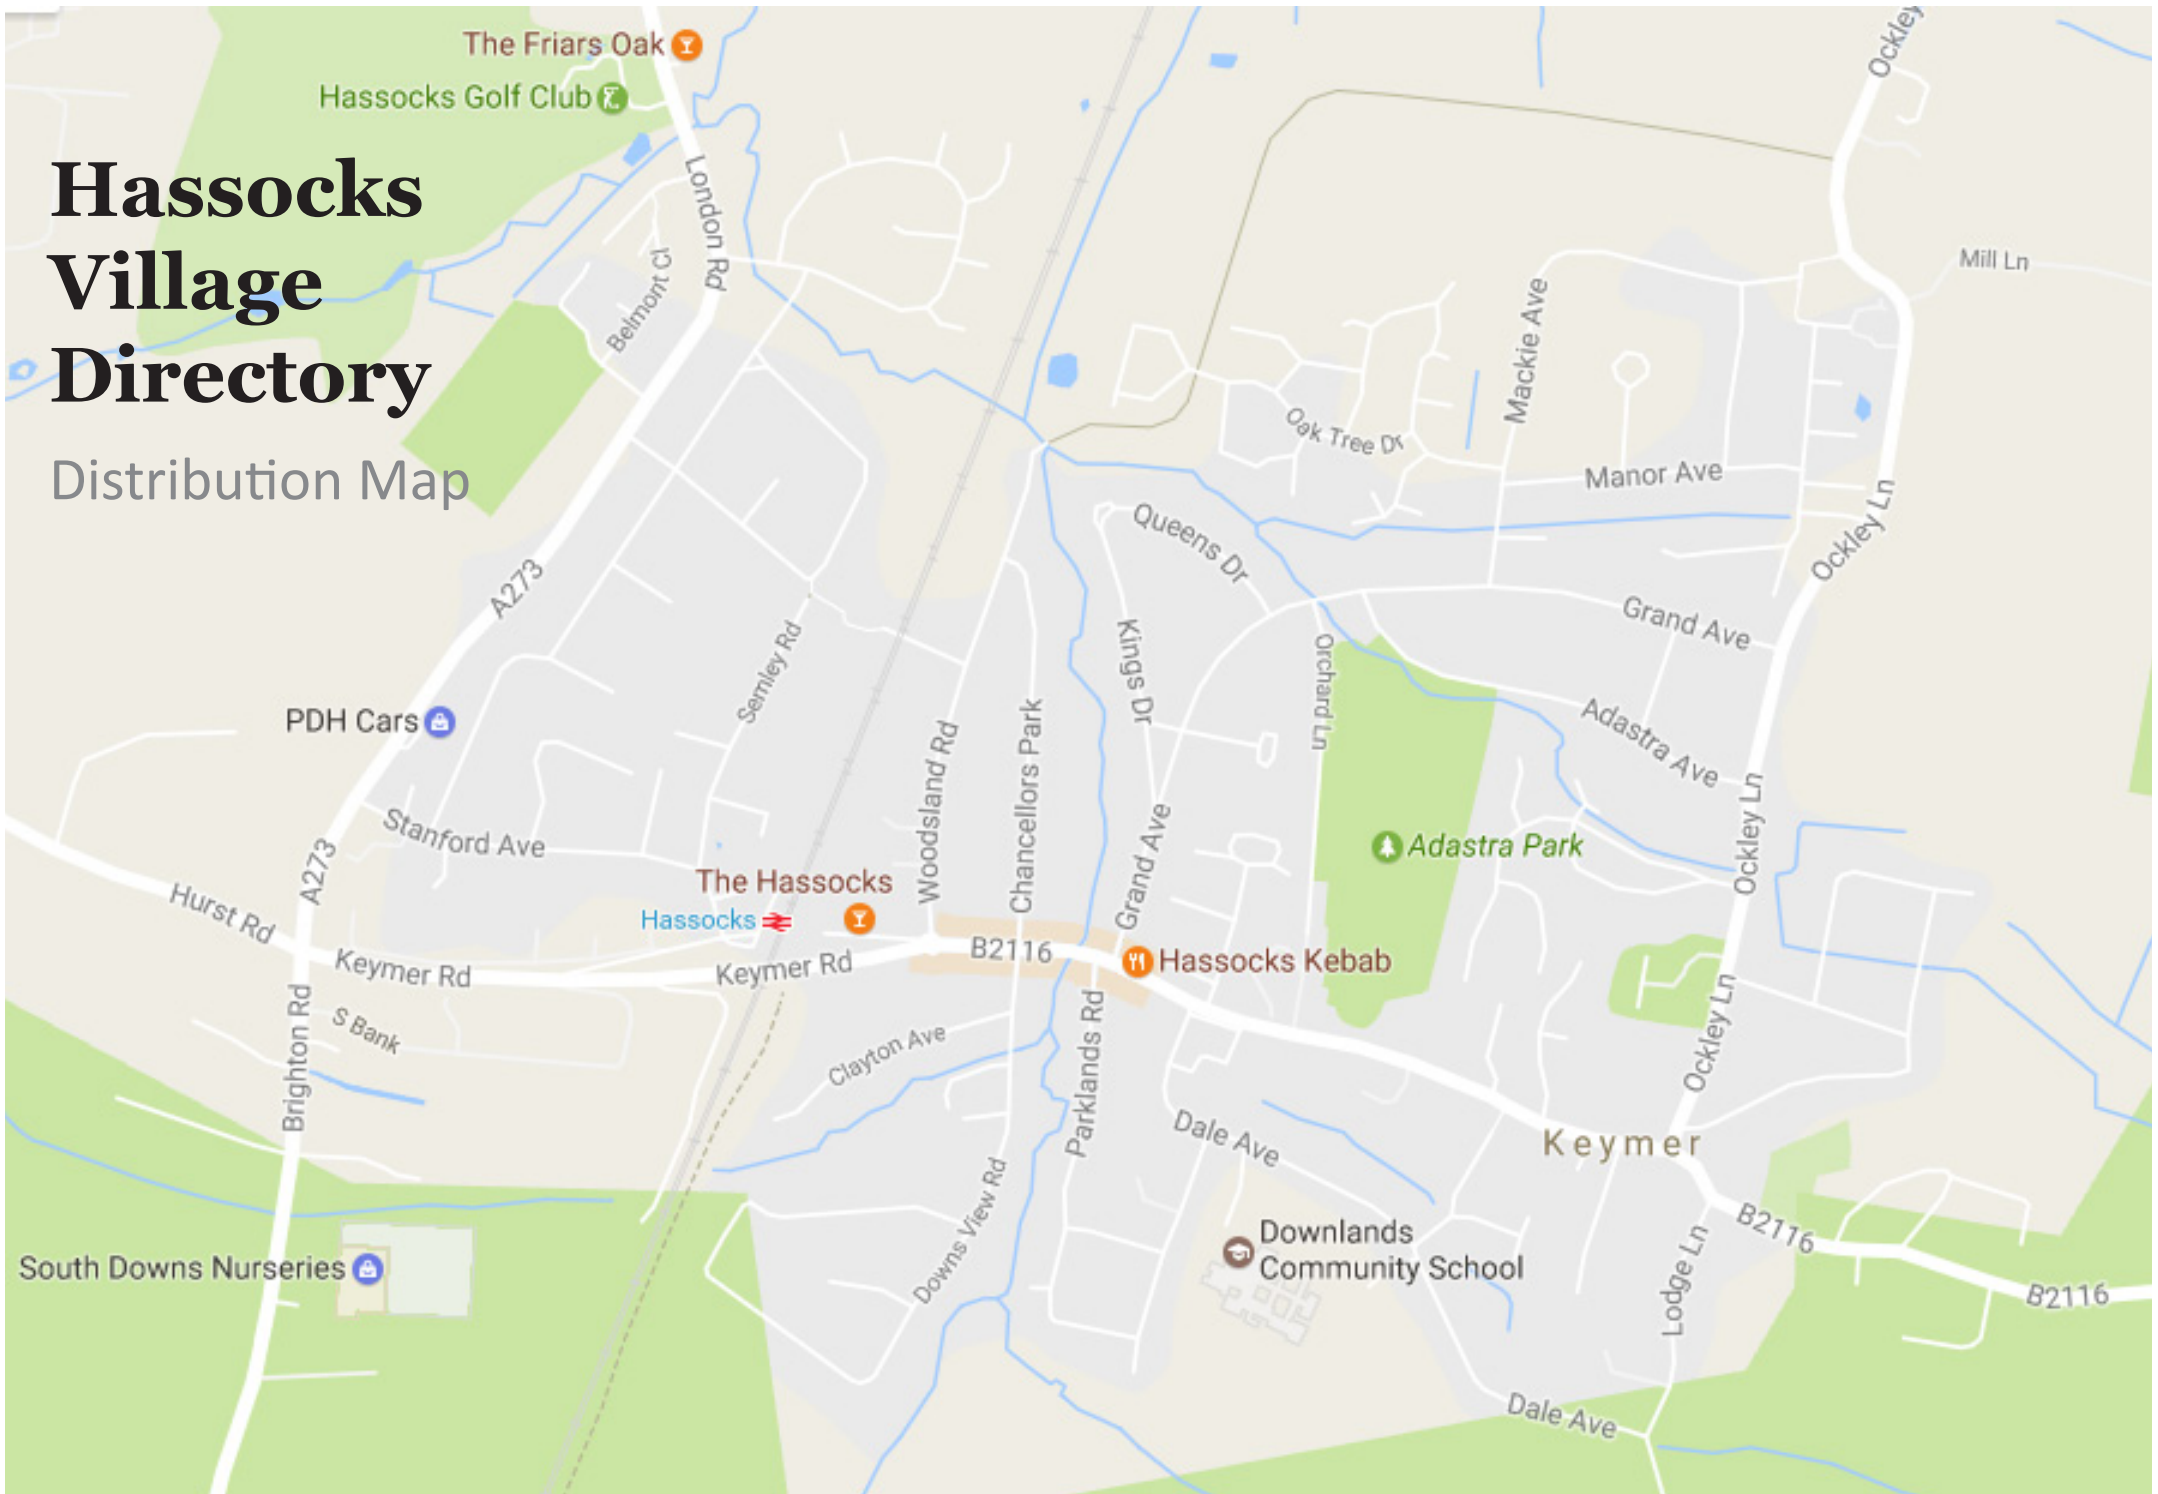 The Friars Oak
Hassocks Golf Club
Hassocks
Village
Directory
Distribution Map
London Rd
Belmont Cl
Ockley
Mill Ln
Mackie Ave
Oak Tree Dr
Manor Ave
Queens Dr
Ockley Ln
A273
Grand Ave
Kings Dr
Orchard Ln
Semley Rd
PDH Cars
Woodsland Rd
Chancellors Park
Adastra Ave
Stanford Ave
A273
Grand Ave
Adastra Park
Ockley Ln
The Hassocks
Hassocks
Hurst Rd
Keymer Rd
Keymer Rd
B2116
Hassocks Kebab
S Bank
Brighton Rd
Clayton Ave
Parklands Rd
Ockley Ln
Dale Ave
Keymer
Downs View Rd
Downlands
Community School
South Downs Nurseries
Lodge Ln
B2116
B2116
Dale Ave